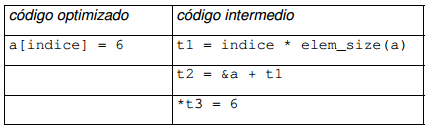 código optimizado código intermedio
a[indice] = 6 t1 = indice * elem_size(a)
t2 = &a + t1
*t3 = 6